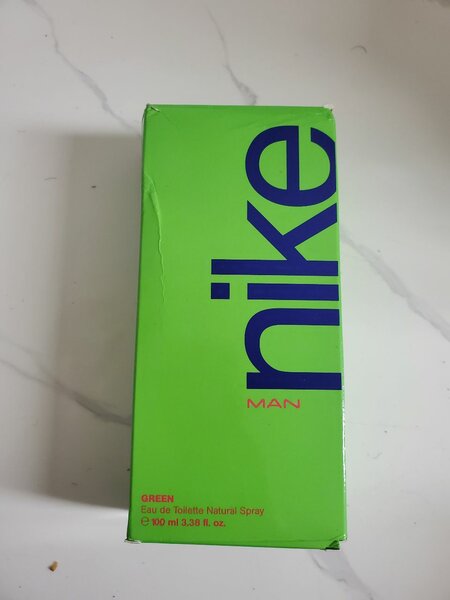 nike
MAN
GREEN
Eau de Toilette Natural Spray
℮ 100 ml 3.38 fl. oz.